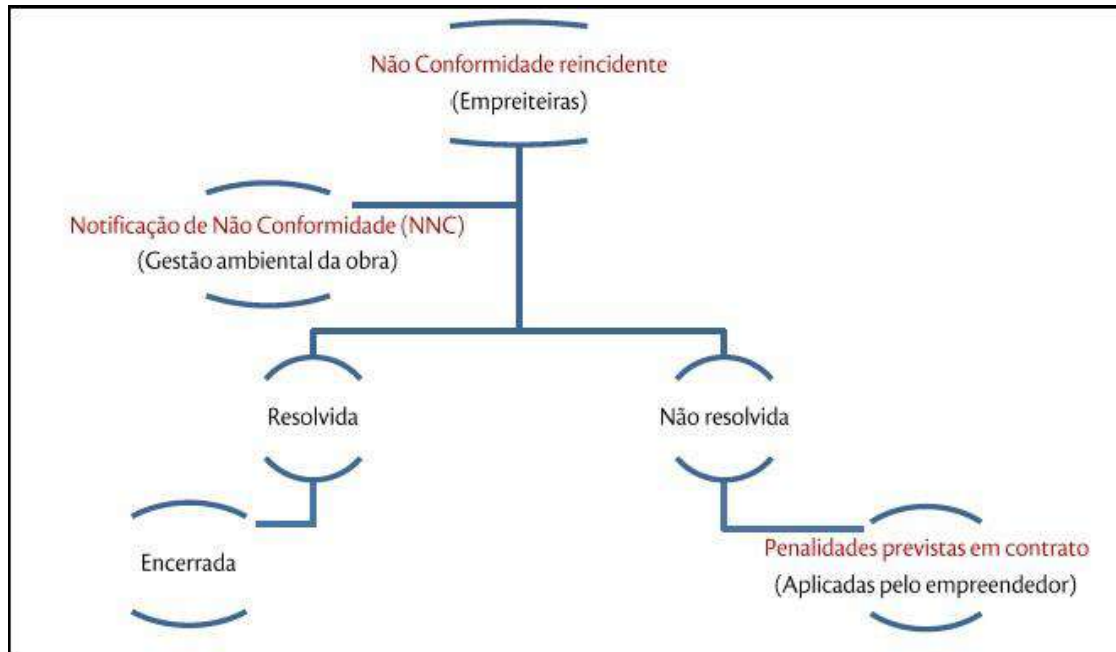 Não Conformidade reincidente
(Empreiteiras)
Notificação de Não Conformidade (NNC)
(Gestão ambiental da obra)
Resolvida
Não resolvida
Encerrada
Penalidades previstas em contrato
(Aplicadas pelo empreendedor)